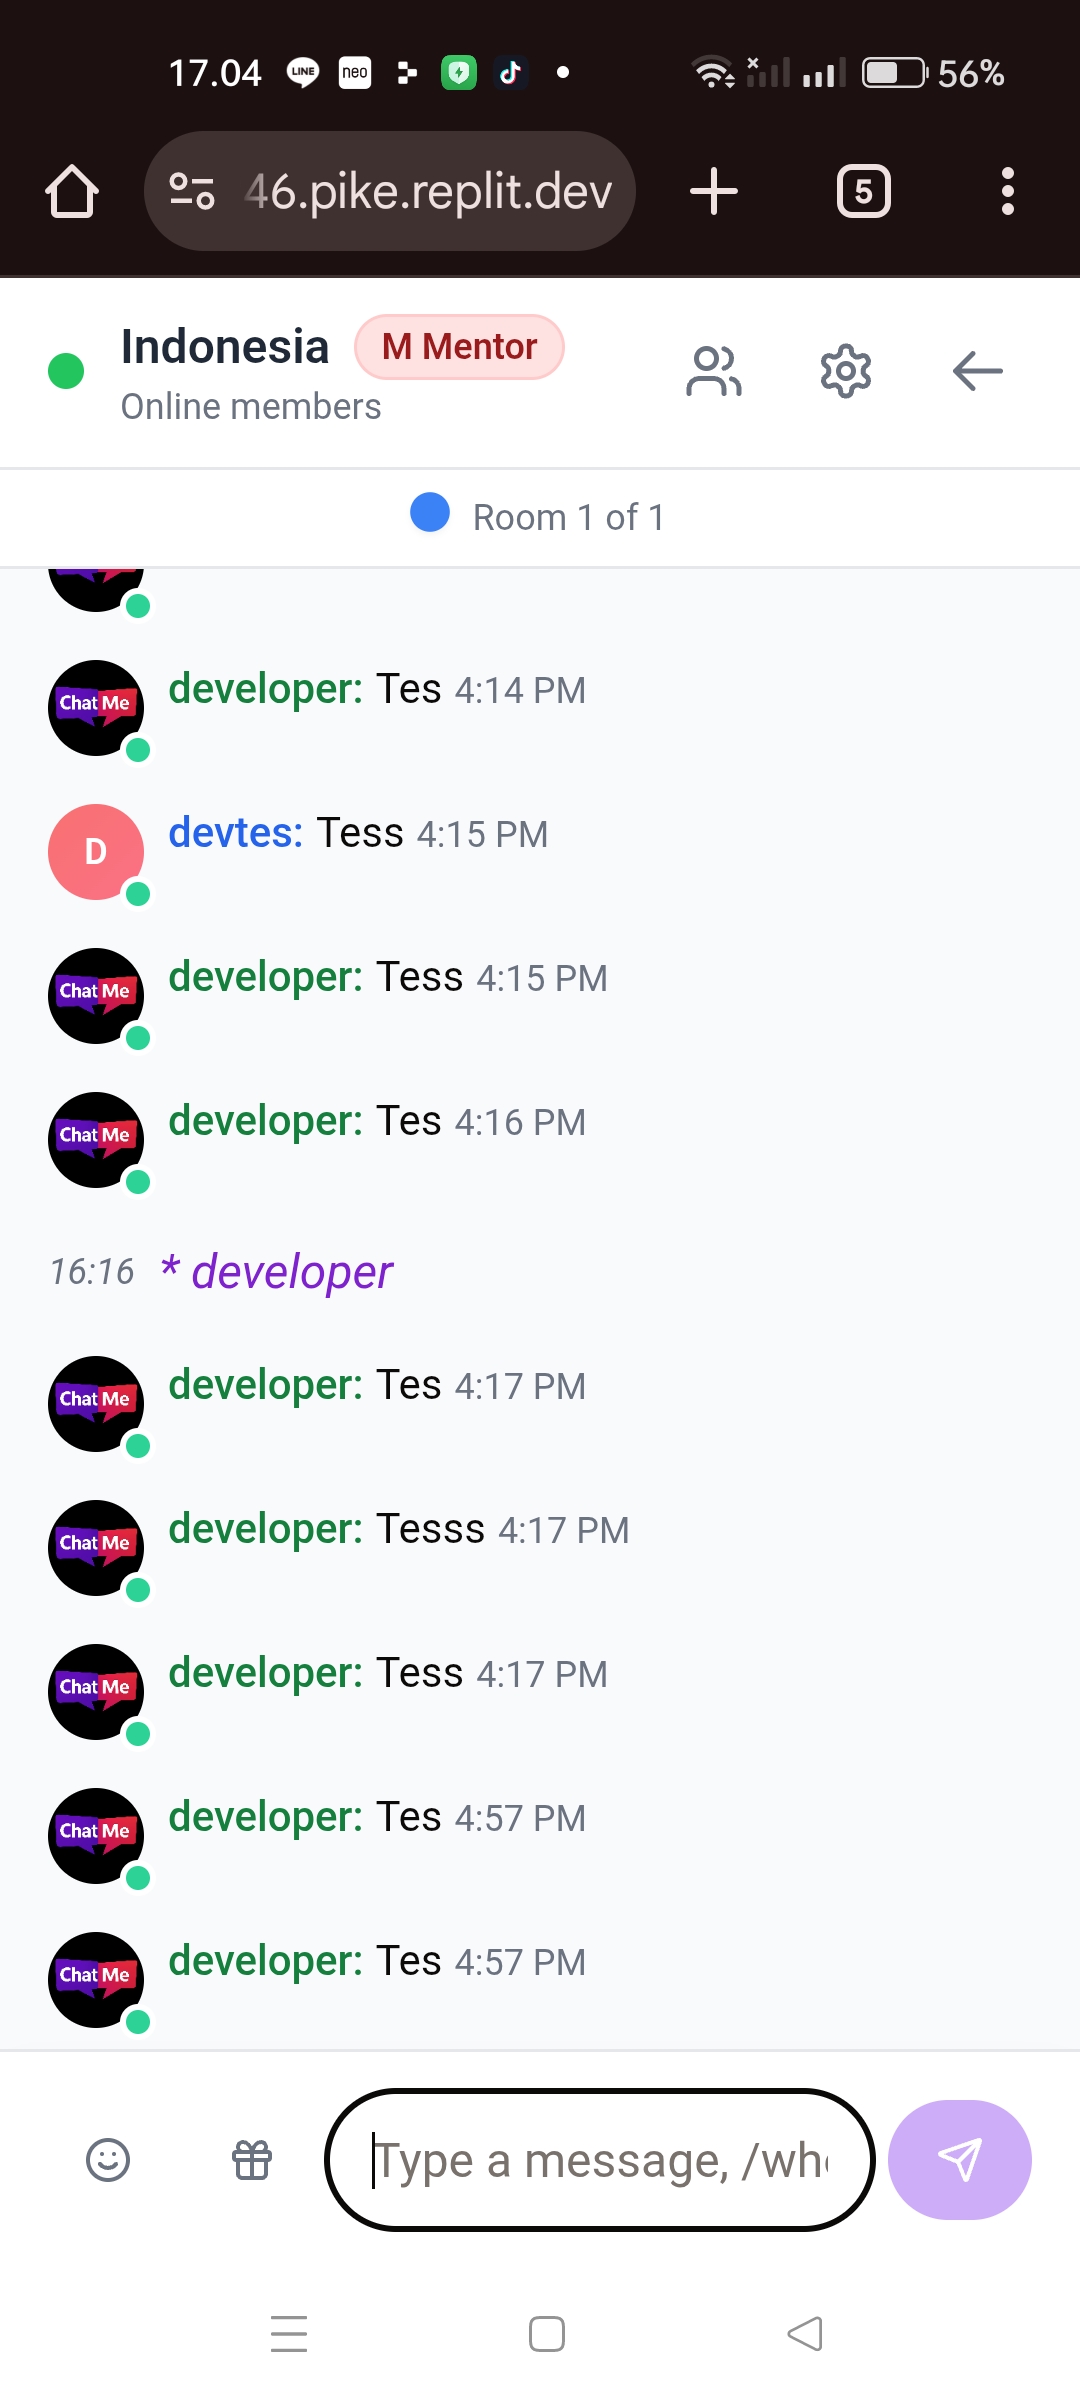 17.04 LINE neo 56%
46.pike.replit.dev 5
Indonesia M Mentor
Online members
Room 1 of 1
Chat Me developer: Tes 4:14 PM
D devtes: Tess 4:15 PM
Chat Me developer: Tess 4:15 PM
Chat Me developer: Tes 4:16 PM
16:16 * developer
Chat Me developer: Tes 4:17 PM
Chat Me developer: Tesss 4:17 PM
Chat Me developer: Tess 4:17 PM
Chat Me developer: Tes 4:57 PM
Chat Me developer: Tes 4:57 PM
Type a message, /who